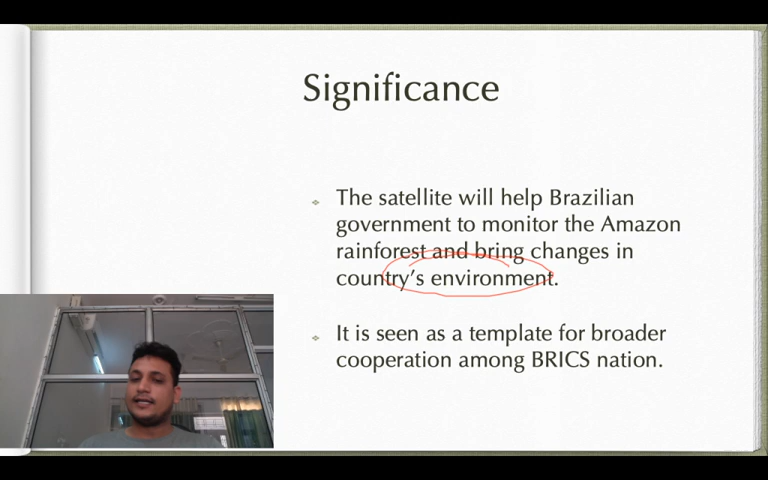 Significance
The satellite will help Brazilian
government to monitor the Amazon
rainforest and bring changes in
country's environment.
It is seen as a template for broader
cooperation among BRICS nation.